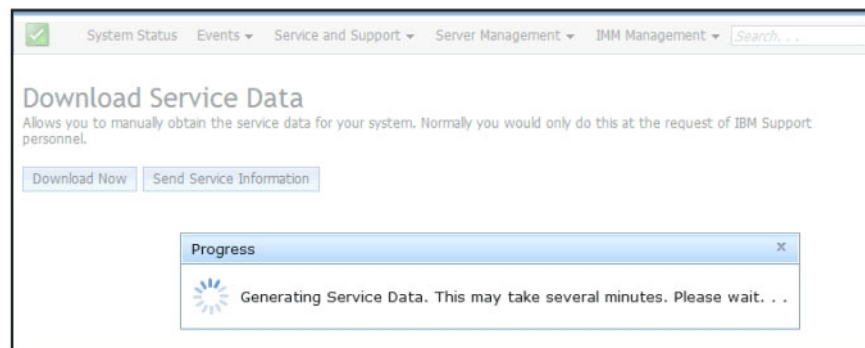 System Status Events Service and Support Server Management IMM Management Search. . .
Download Service Data
Allows you to manually obtain the service data for your system. Normally you would only do this at the request of IBM Support
personnel.
Download Now Send Service Information
Progress x
Generating Service Data. This may take several minutes. Please wait. . .